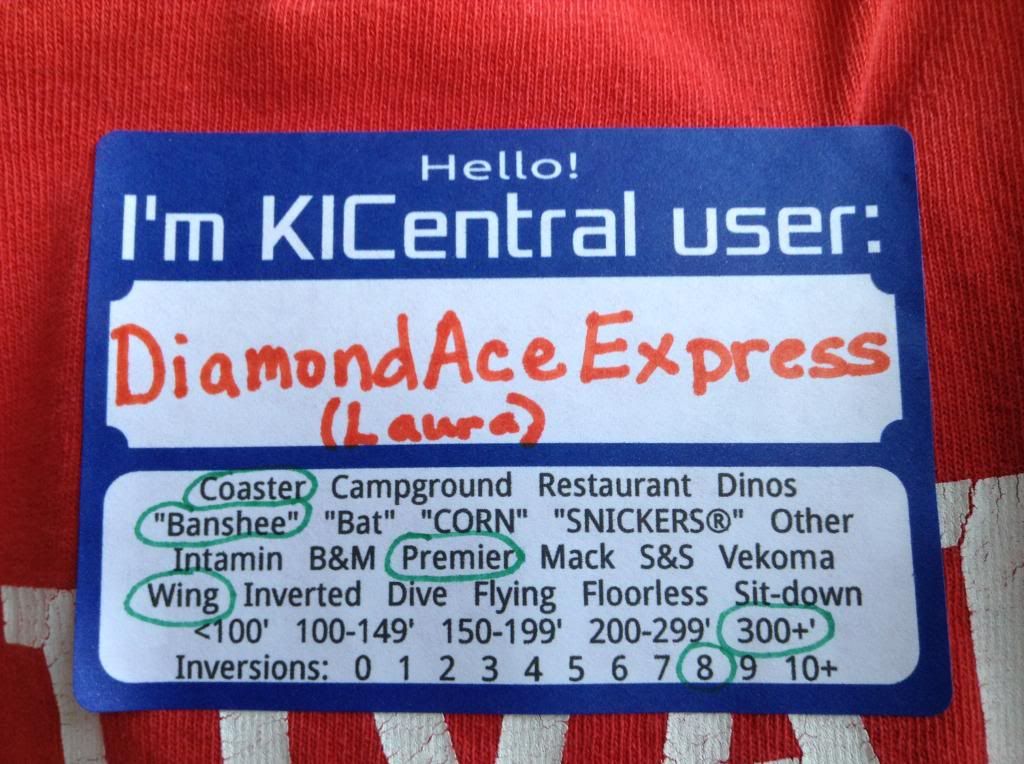 Hello!
I'm KICentral user:
DiamondAceExpress
(Laura)
Coaster Campground Restaurant Dinos
"Banshee" "Bat" "CORN" "SNICKERS®" Other
Intamin B&M Premier Mack S&S Vekoma
Wing Inverted Dive Flying Floorless Sit-down
<100' 100-149' 150-199' 200-299' 300+'
Inversions: 0 1 2 3 4 5 6 7 8 9 10+